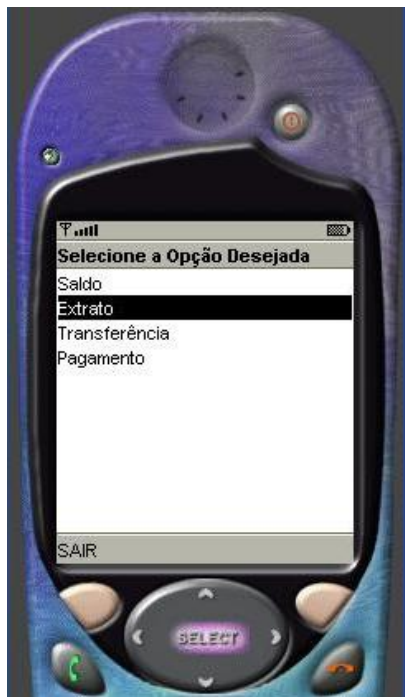 Selecione a Opção Desejada
Saldo
Extrato
Transferência
Pagamento
SAIR
SELECT